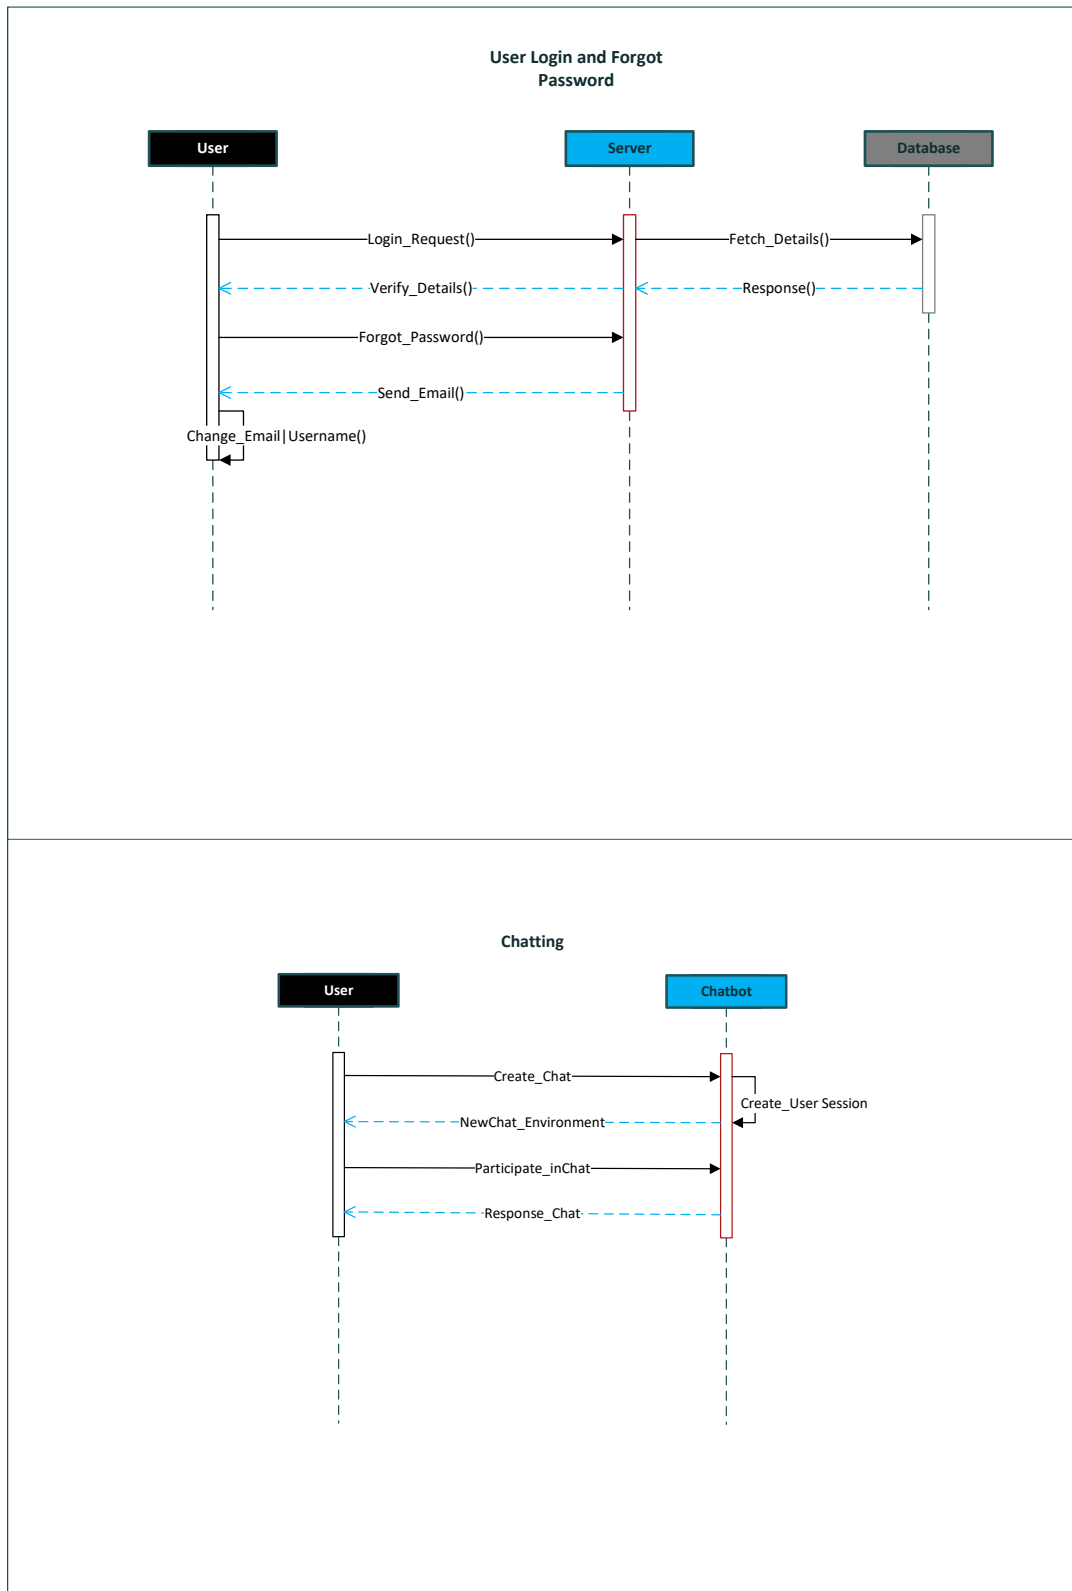 User Login and Forgot
Password
User
Server
Database
Login_Request()
Fetch_Details()
Verify_Details()
Response()
Forgot_Password()
Send_Email()
Change_Email|Username()
Chatting
User
Chatbot
Create_Chat
Create_User Session
NewChat_Environment
Participate_inChat
Response_Chat